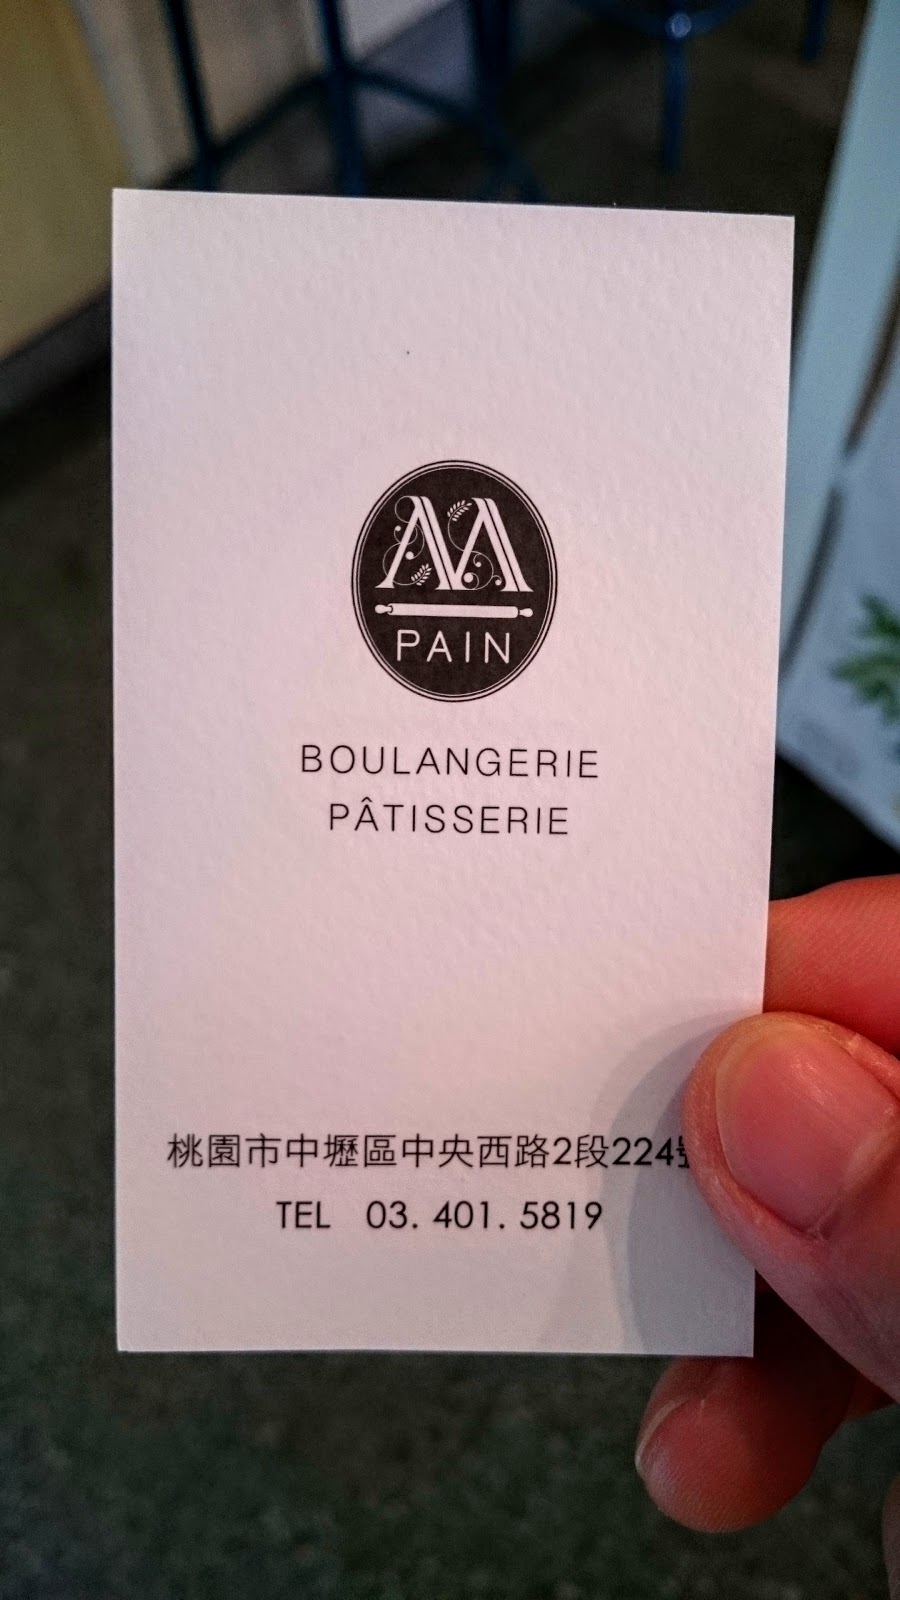 M
PAIN
BOULANGERIE
PÂTISSERIE
桃園市中壢區中央西路2段224號
TEL 03. 401. 5819